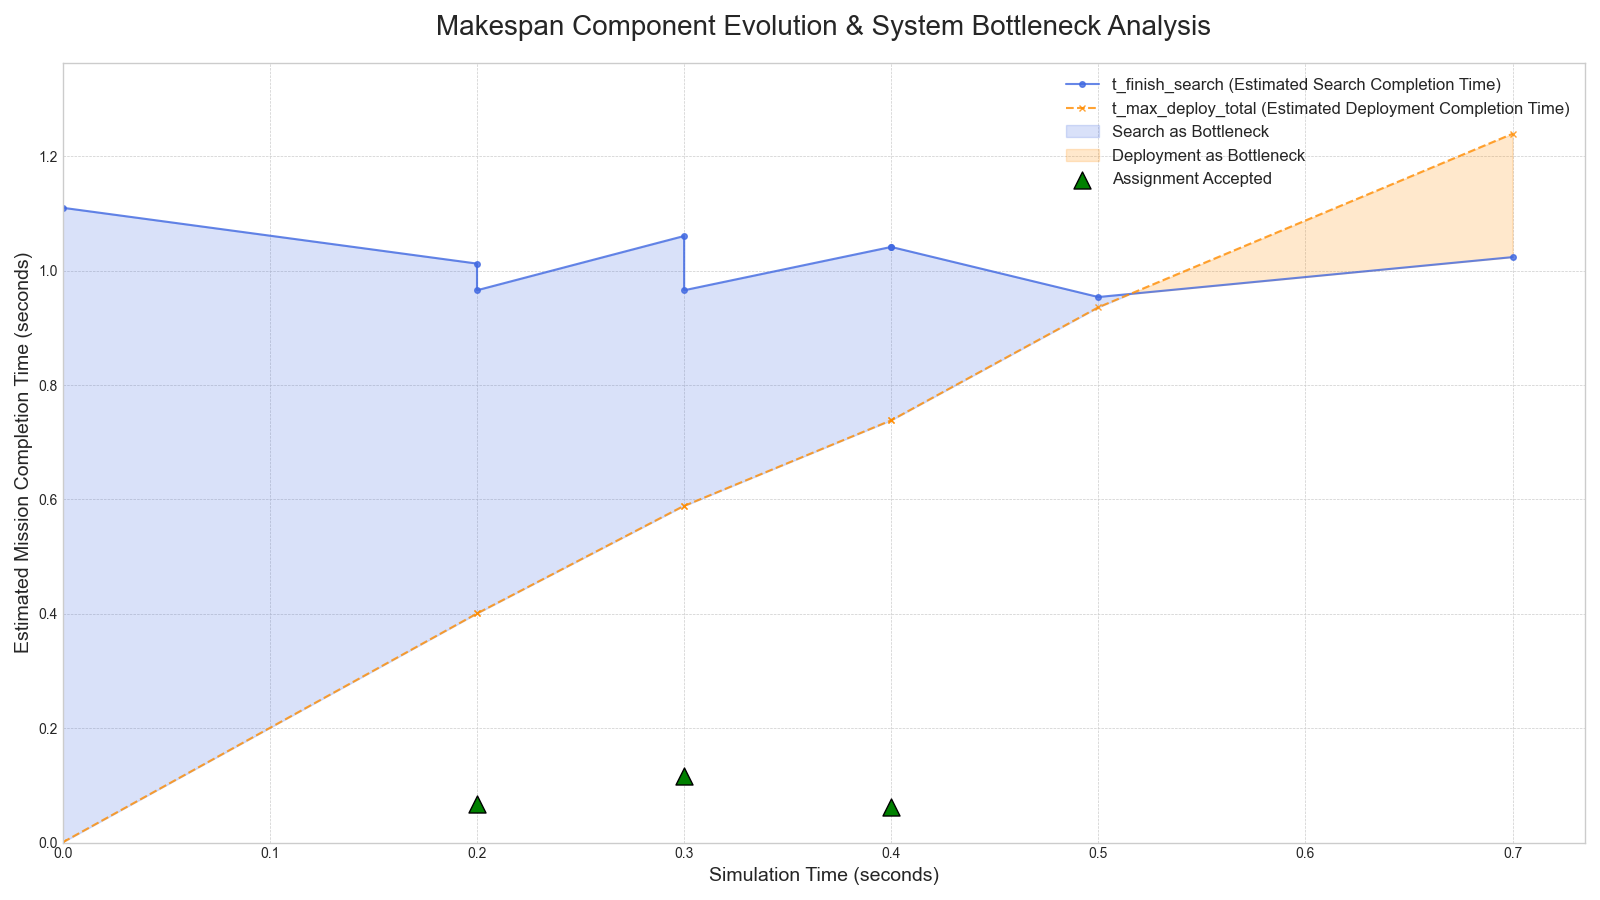 Makespan Component Evolution & System Bottleneck Analysis
t_finish_search (Estimated Search Completion Time)
t_max_deploy_total (Estimated Deployment Completion Time)
Search as Bottleneck
Deployment as Bottleneck
Assignment Accepted
Estimated Mission Completion Time (seconds)
1.2
1.0
0.8
0.6
0.4
0.2
0.0
0.0 0.1 0.2 0.3 0.4 0.5 0.6 0.7
Simulation Time (seconds)